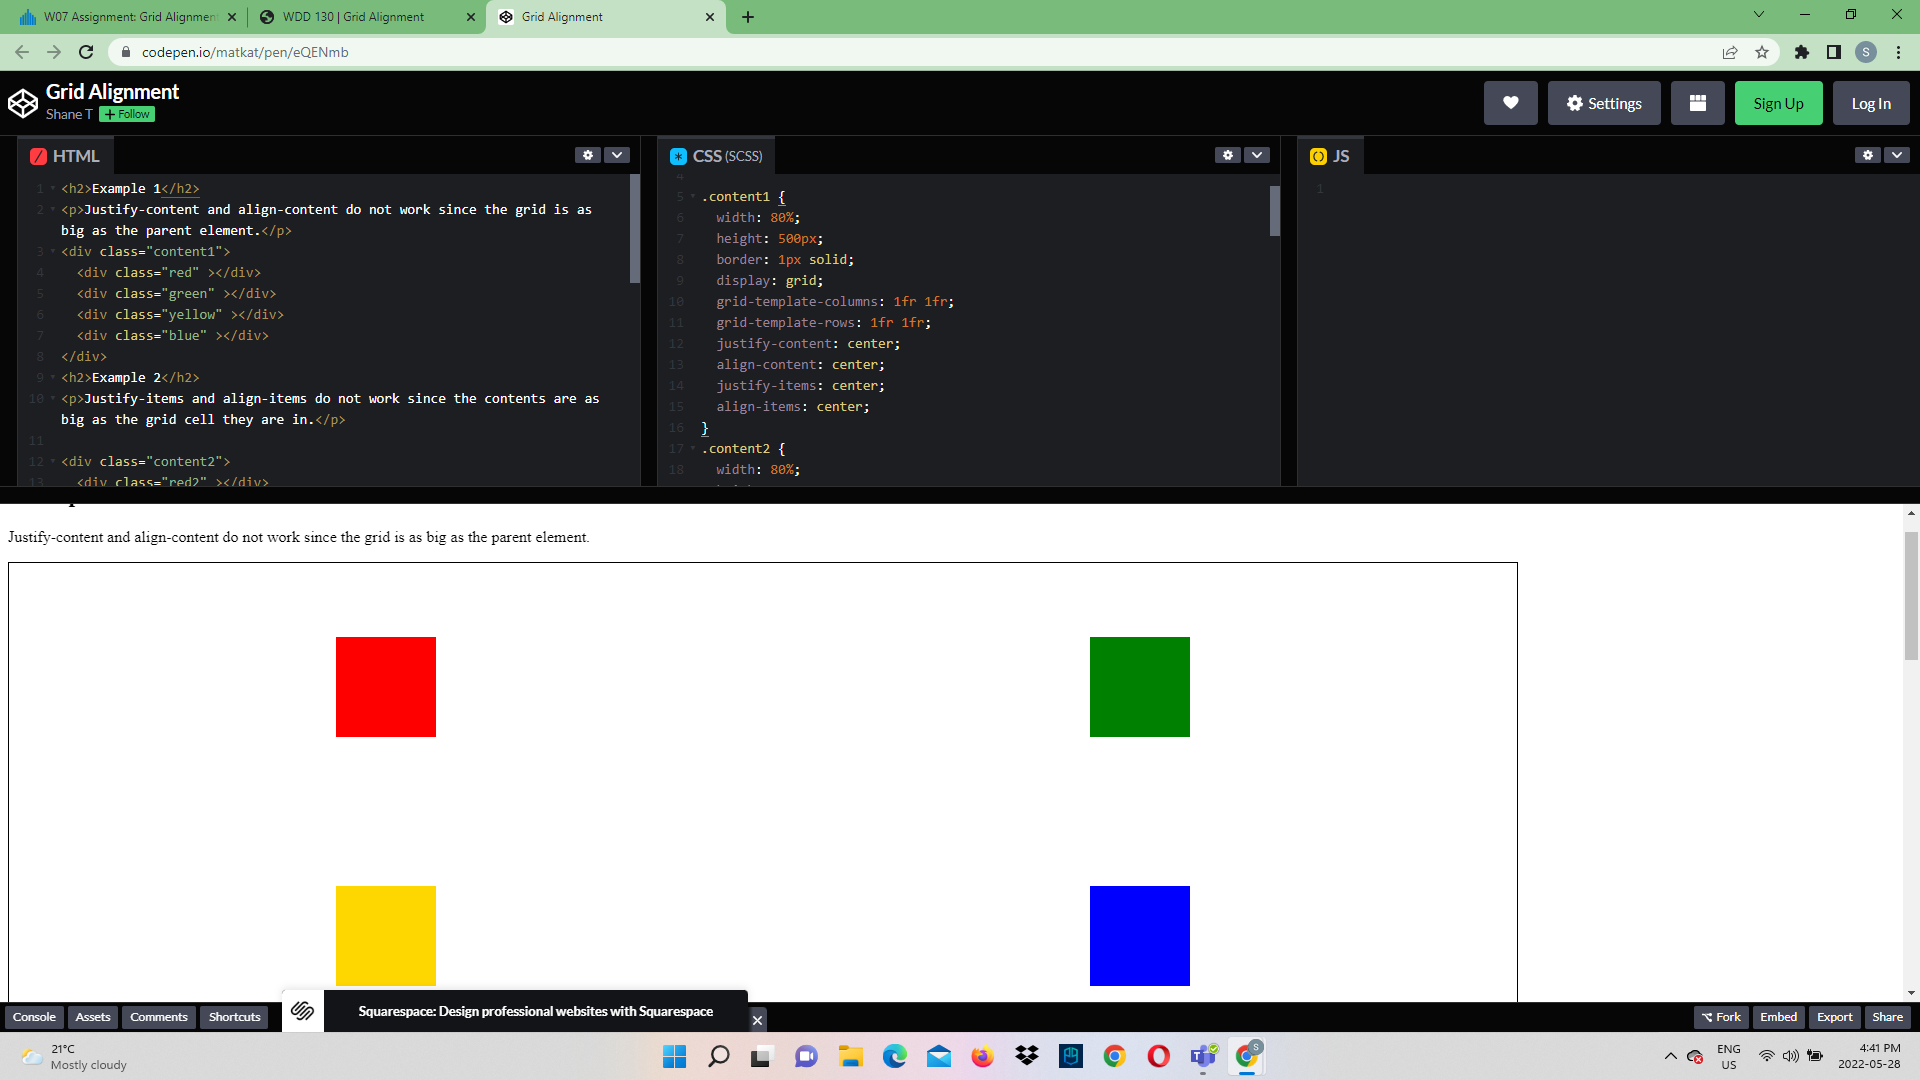 W07 Assignment: Grid Alignment
WDD 130 | Grid Alignment
Grid Alignment
codepen.io/matkat/pen/eQENmb
S
Grid Alignment
Shane T
+ Follow
Settings
Sign Up
Log In
HTML
1 <h2>Example 1</h2>
2 <p>Justify-content and align-content do not work since the grid is as
big as the parent element.</p>
3 <div class="content1">
4 <div class="red" ></div>
5 <div class="green" ></div>
6 <div class="yellow" ></div>
7 <div class="blue" ></div>
8 </div>
9 <h2>Example 2</h2>
10 <p>Justify-items and align-items do not work since the contents are as
big as the grid cell they are in.</p>
11
12 <div class="content2">
13 <div class="red2" ></div>
CSS (SCSS)
4
5 .content1 {
6 width: 80%;
7 height: 500px;
8 border: 1px solid;
9 display: grid;
10 grid-template-columns: 1fr 1fr;
11 grid-template-rows: 1fr 1fr;
12 justify-content: center;
13 align-content: center;
14 justify-items: center;
15 align-items: center;
16 }
17 .content2 {
18 width: 80%;
JS
1
Justify-content and align-content do not work since the grid is as big as the parent element.
Console
Assets
Comments
Shortcuts
Squarespace: Design professional websites with Squarespace
Fork
Embed
Export
Share
21°C
Mostly cloudy
S
ENG
US
4:41 PM
2022-05-28